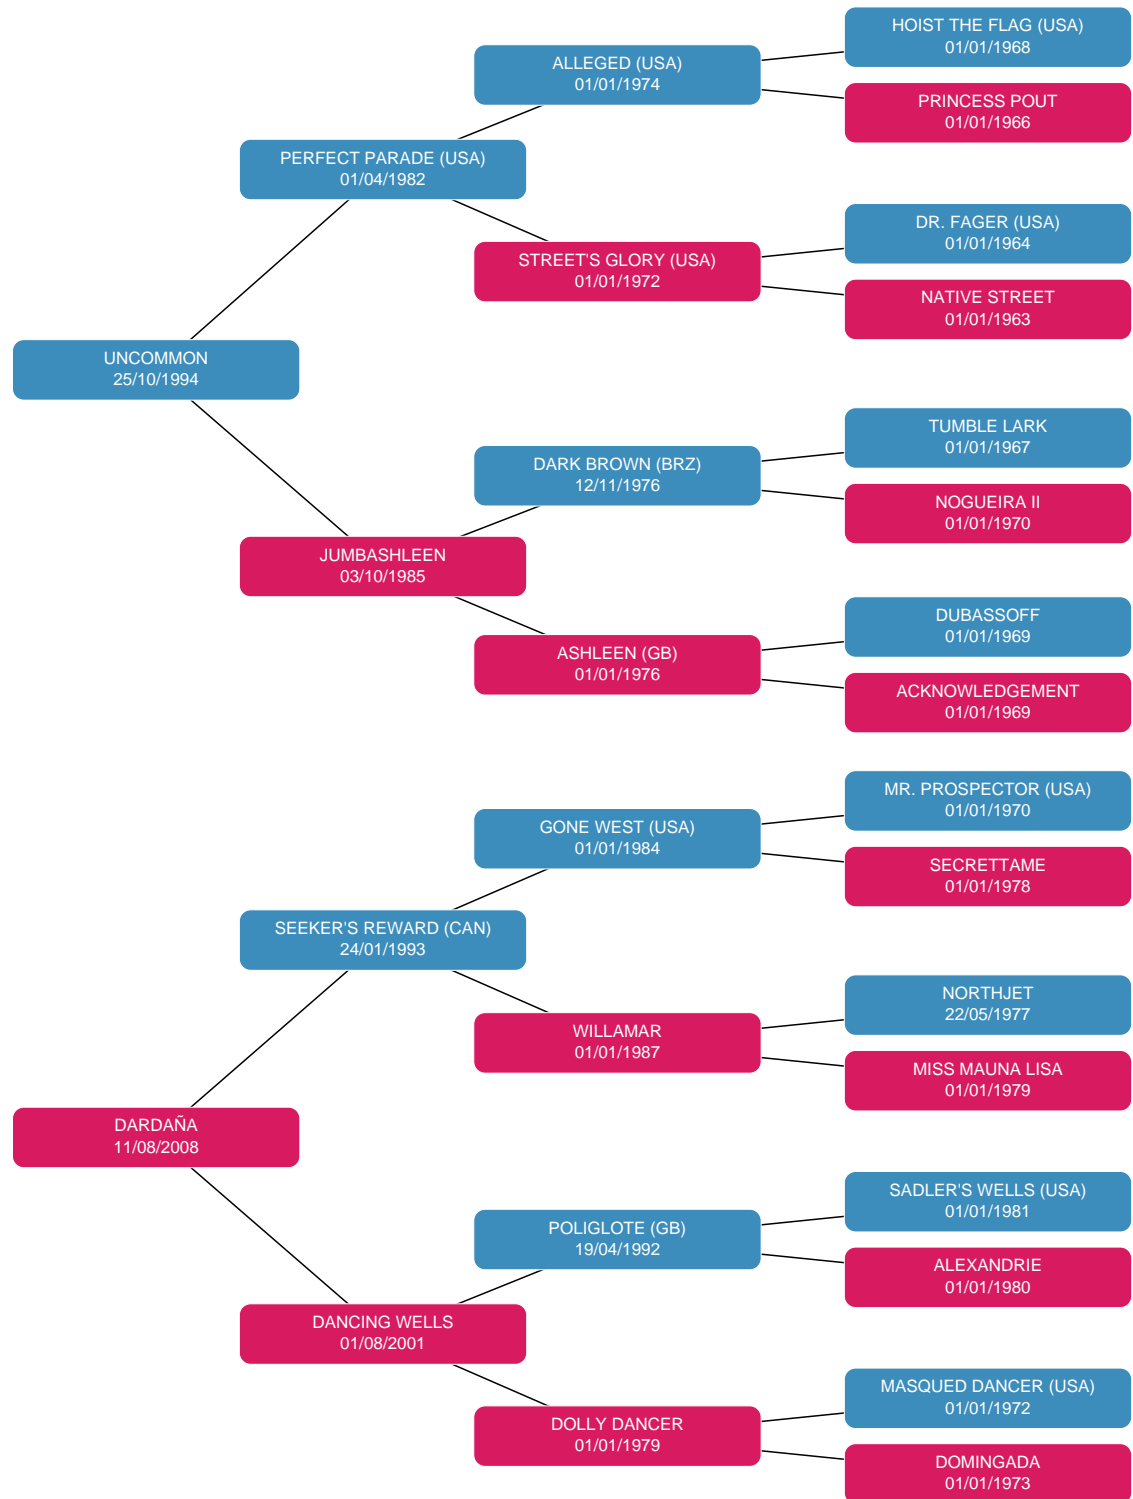 HOIST THE FLAG (USA)
01/01/1968
ALLEGED (USA)
01/01/1974
PRINCESS POUT
01/01/1966
PERFECT PARADE (USA)
01/04/1982
DR. FAGER (USA)
01/01/1964
STREET'S GLORY (USA)
01/01/1972
NATIVE STREET
01/01/1963
UNCOMMON
25/10/1994
TUMBLE LARK
01/01/1967
DARK BROWN (BRZ)
12/11/1976
NOGUEIRA II
01/01/1970
JUMBASHLEEN
03/10/1985
DUBASSOFF
01/01/1969
ASHLEEN (GB)
01/01/1976
ACKNOWLEDGEMENT
01/01/1969
MR. PROSPECTOR (USA)
01/01/1970
GONE WEST (USA)
01/01/1984
SECRETTAME
01/01/1978
SEEKER'S REWARD (CAN)
24/01/1993
NORTHJET
22/05/1977
WILLAMAR
01/01/1987
MISS MAUNA LISA
01/01/1979
DARDAÑA
11/08/2008
SADLER'S WELLS (USA)
01/01/1981
POLIGLOTE (GB)
19/04/1992
ALEXANDRIE
01/01/1980
DANCING WELLS
01/08/2001
MASQUED DANCER (USA)
01/01/1972
DOLLY DANCER
01/01/1979
DOMINGADA
01/01/1973